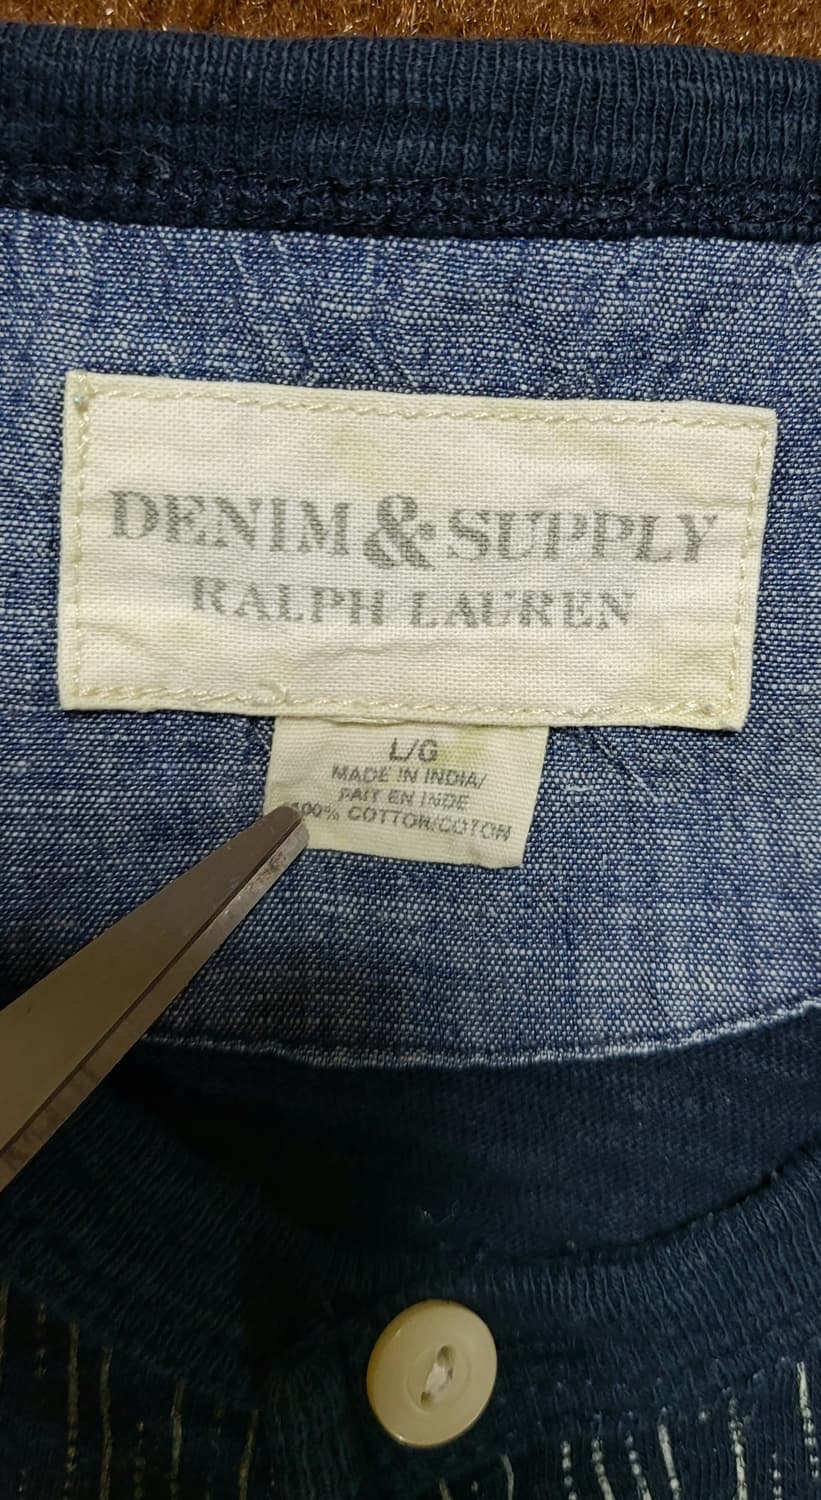 DENIM & SUPPLY
RALPH LAUREN
L/G
MADE IN INDIA/
FAIT EN INDE
100% COTTON/COTON